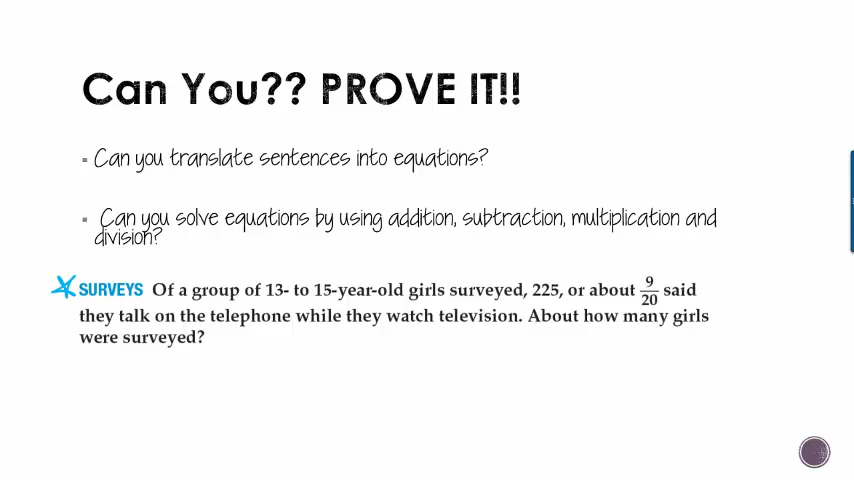 Can You?? PROVE IT!!
▪ Can you translate sentences into equations?
▪ Can you solve equations by using addition, subtraction, multiplication and
division?
SURVEYS Of a group of 13- to 15-year-old girls surveyed, 225, or about 9/20 said
they talk on the telephone while they watch television. About how many girls
were surveyed?